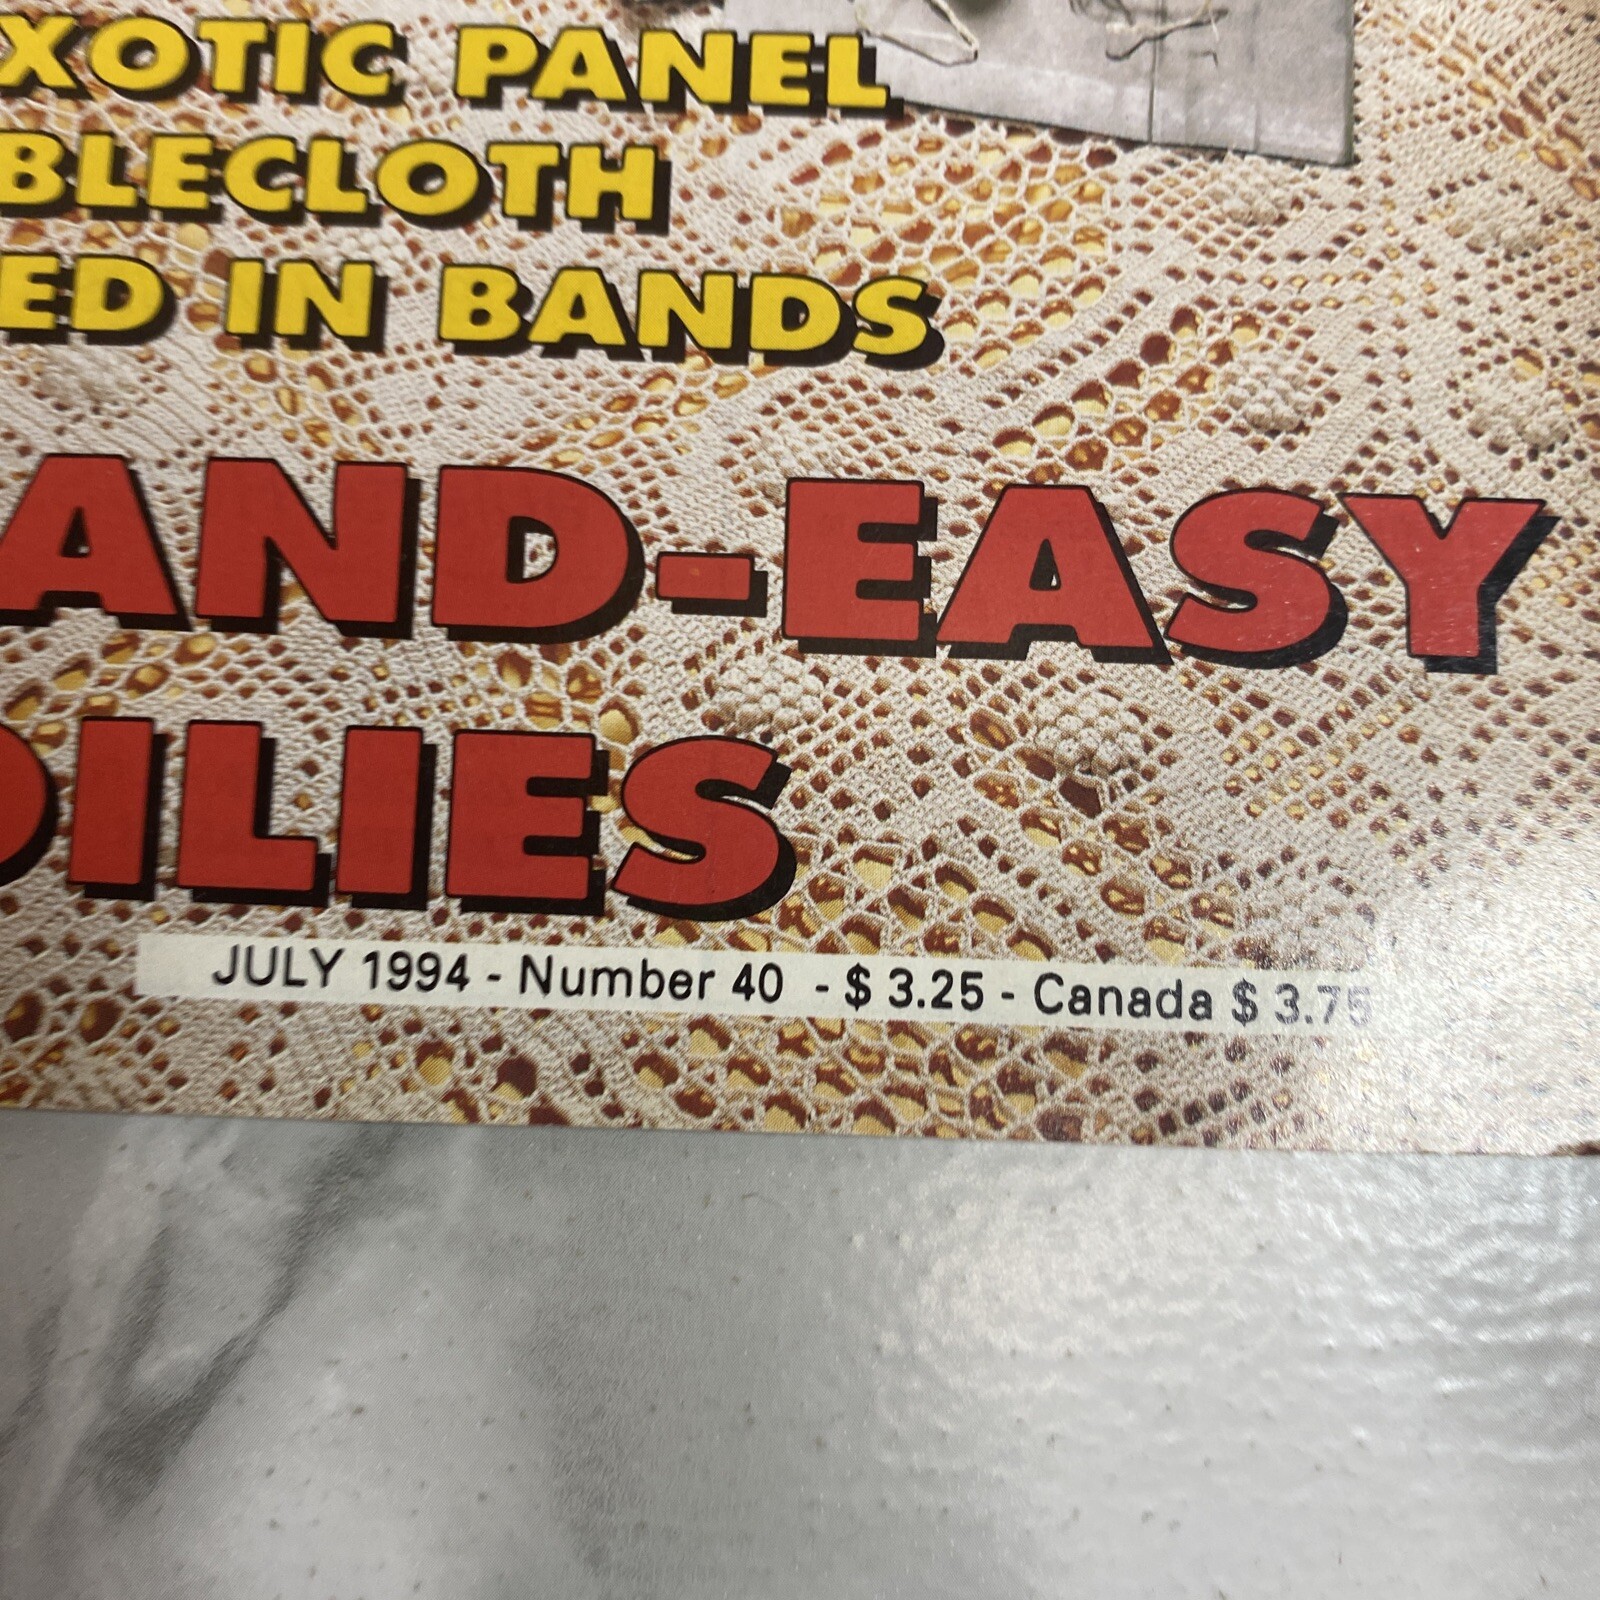 XOTIC PANEL
BLECLOTH
ED IN BANDS
AND-EASY
OILIES
JULY 1994 - Number 40 - $ 3.25 - Canada $ 3.75